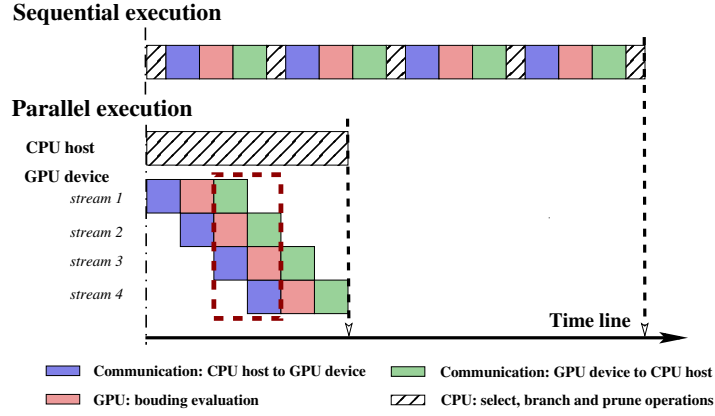 Sequential execution
Parallel execution
CPU host
GPU device
stream 1
stream 2
stream 3
stream 4
Time line
Communication: CPU host to GPU device
Communication: GPU device to CPU host
GPU: bouding evaluation
CPU: select, branch and prune operations